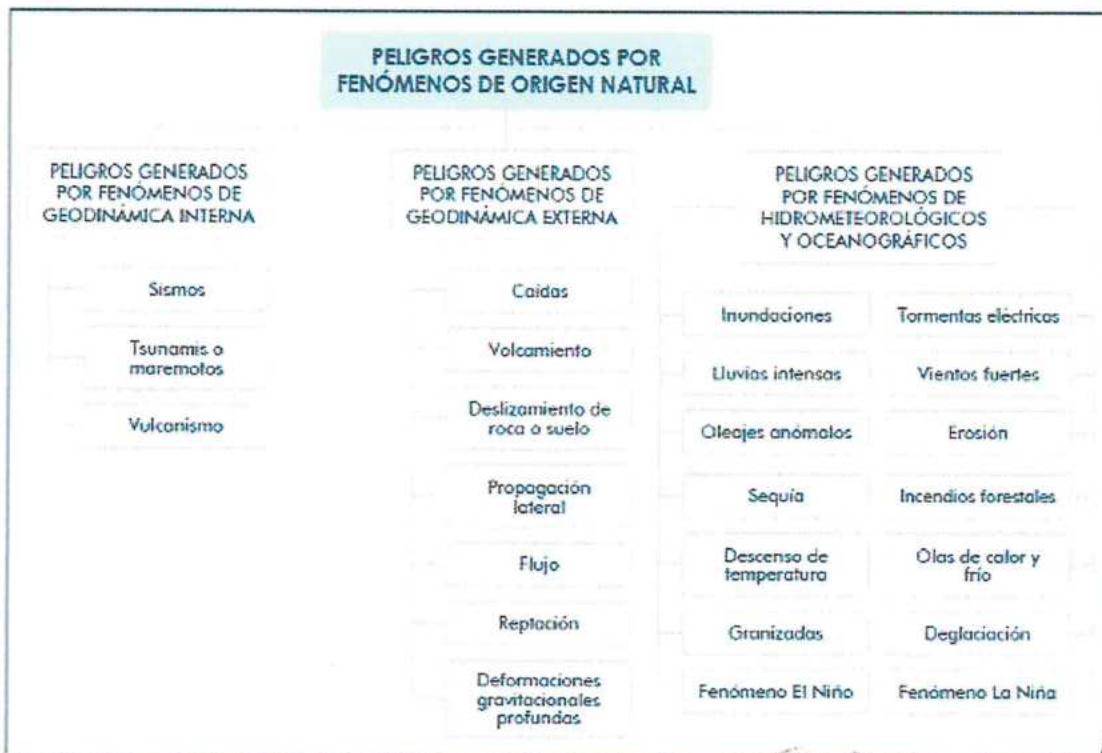 PELIGROS GENERADOS POR
FENÓMENOS DE ORIGEN NATURAL
PELIGROS GENERADOS
POR FENÓMENOS DE
GEODINÁMICA INTERNA
Sismos
Tsunamis o
maremotos
Vulcanismo
PELIGROS GENERADOS
POR FENÓMENOS DE
GEODINÁMICA EXTERNA
Caídas
Volcamiento
Deslizamiento de
roca o suelo
Propagación
lateral
Flujo
Reptación
Deformaciones
gravitacionales
profundas
PELIGROS GENERADOS
POR FENÓMENOS DE
HIDROMETEOROLÓGICOS
Y OCEANOGRÁFICOS
Inundaciones
Lluvias intensas
Oleajes anómalos
Sequía
Descenso de
temperatura
Granizadas
Fenómeno El Niño
Tormentas eléctricas
Vientos fuertes
Erosión
Incendios forestales
Olas de calor y
frío
Deglaciación
Fenómeno La Niña